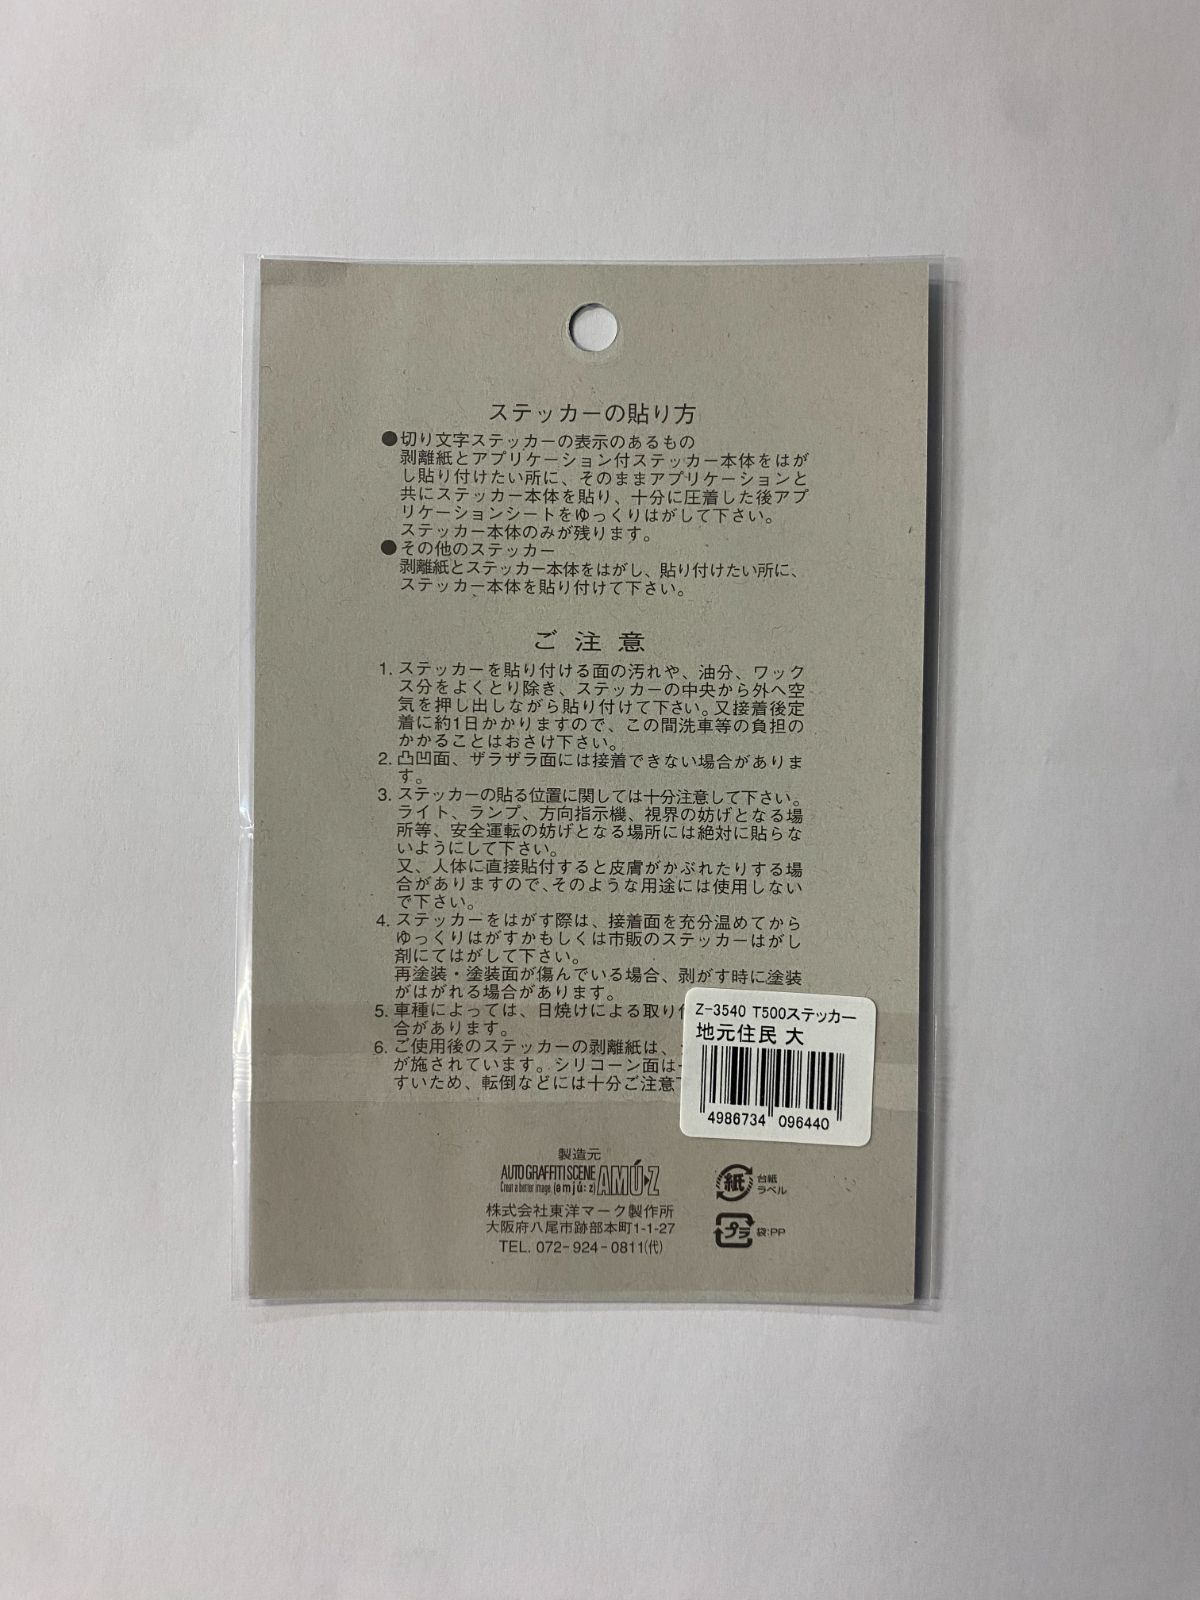 ステッカーの貼り方
●切り文字ステッカーの表示のあるもの
剥離紙とアプリケーション付ステッカー本体をはが
し貼り付けたい所に、そのままアプリケーションと
共にステッカー本体を貼り、十分に圧着した後アプ
リケーションシートをゆっくりはがして下さい。
ステッカー本体のみが残ります。
●その他のステッカー
剥離紙とステッカー本体をはがし、貼り付けたい所に、
ステッカー本体を貼り付けて下さい。
ご注意
1. ステッカーを貼り付ける面の汚れや、油分、ワック
ス分をよくとり除き、ステッカーの中央から外へ空
気を押し出しながら貼り付けて下さい。又接着後定
着に約1日かかりますので、この間洗車等の負担の
かかることはおさけ下さい。
2. 凸凹面、ザラザラ面には接着できない場合がありま
す。
3. ステッカーの貼る位置に関しては十分注意して下さい。
ライト、ランプ、方向指示機、視界の妨げとなる場
所等、安全運転の妨げとなる場所には絶対に貼らな
いようにして下さい。
又、人体に直接貼付すると皮膚がかぶれたりする場
合がありますので、そのような用途には使用しない
で下さい。
4. ステッカーをはがす際は、接着面を充分温めてから
ゆっくりはがすかもしくは市販のステッカーはがし
剤にてはがして下さい。
再塗装・塗装面が傷んでいる場合、剥がす時に塗装
がはがれる場合があります。
5. 車種によっては、日焼けによる取り
合があります。
6. ご使用後のステッカーの剥離紙は、
が施されています。シリコーン面は
すいため、転倒などには十分ご注意
Z-3540 T500ステッカー
地元住民 大
4986734 096440
製造元
AUTO GRAFFITI SCENE
Creat a better image. (emjú:z) AMÚZ
株式会社東洋マーク製作所
大阪府八尾市跡部本町1-1-27
TEL. 072-924-0811(代)
紙 台紙
ラベル
プラ 袋:PP